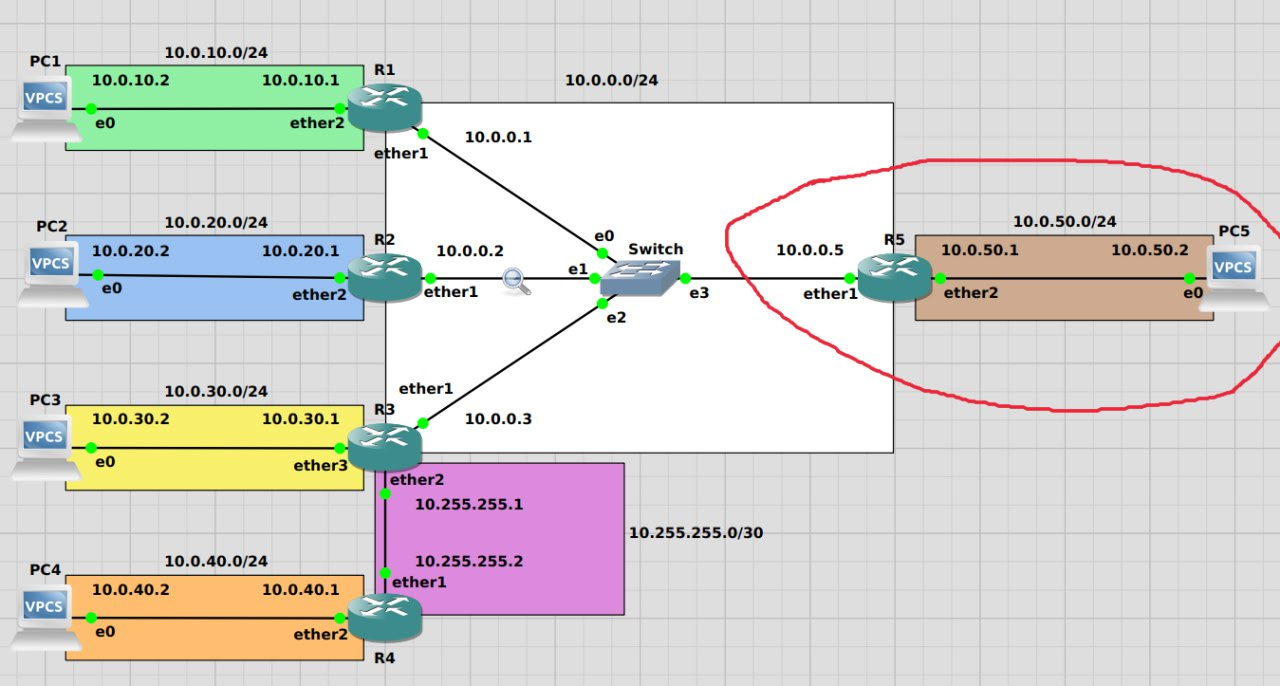 10.0.10.0/24
PC1
VPCS
10.0.10.2
10.0.10.1
e0
ether2
R1
ether1
10.0.0.0/24
10.0.0.1
10.0.20.0/24
PC2
VPCS
10.0.20.2
10.0.20.1
e0
ether2
R2
10.0.0.2
ether1
e0
e1
Switch
e2
e3
10.0.0.5
ether1
R5
10.0.50.0/24
10.0.50.1
10.0.50.2
ether2
e0
PC5
VPCS
10.0.30.0/24
PC3
VPCS
10.0.30.2
10.0.30.1
e0
ether3
R3
ether1
10.0.0.3
ether2
10.255.255.1
10.255.255.0/30
10.255.255.2
ether1
10.0.40.0/24
PC4
VPCS
10.0.40.2
10.0.40.1
e0
ether2
R4